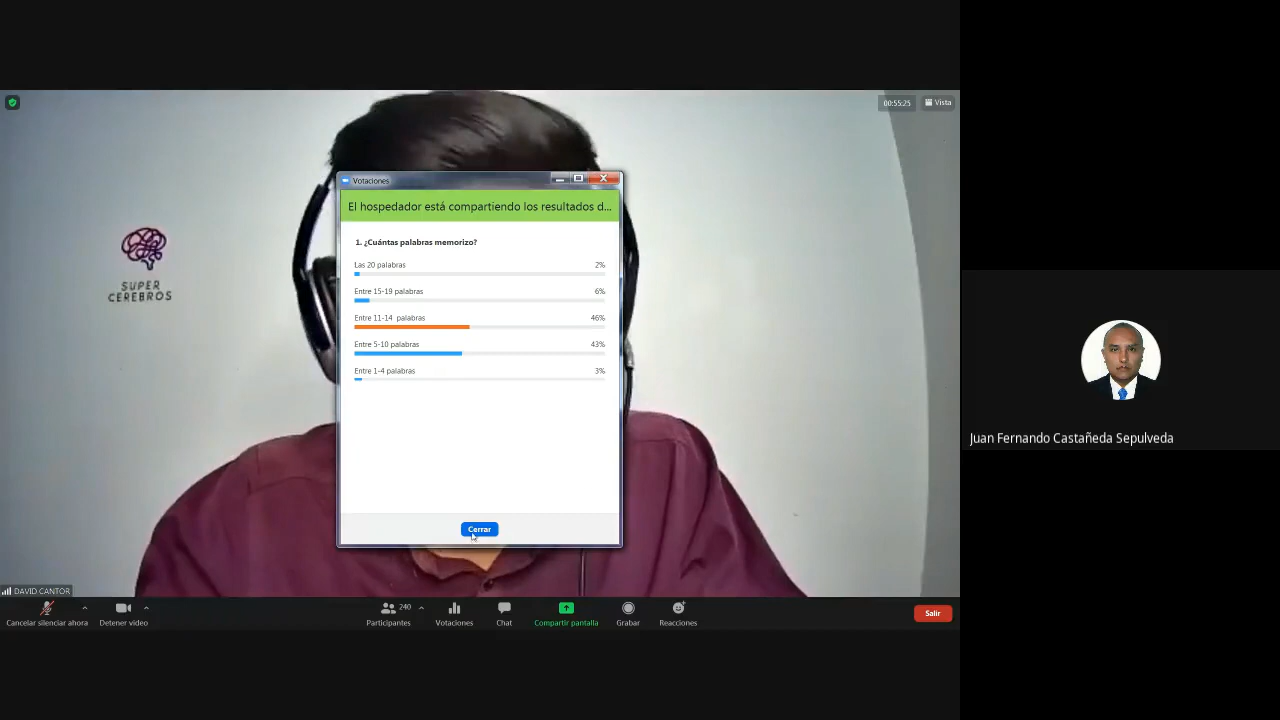 00:55:25
Vista
Votaciones
El hospedador está compartiendo los resultados d...
1. ¿Cuántas palabras memorizo?
Las 20 palabras 2%
Entre 15-19 palabras 6%
Entre 11-14 palabras 46%
Entre 5-10 palabras 43%
Entre 1-4 palabras 3%
Cerrar
SUPER
CEREBROS
Juan Fernando Castañeda Sepulveda
DAVID CANTOR
240
Cancelar silenciar ahora
Detener video
Participantes
Votaciones
Chat
Compartir pantalla
Grabar
Reacciones
Salir